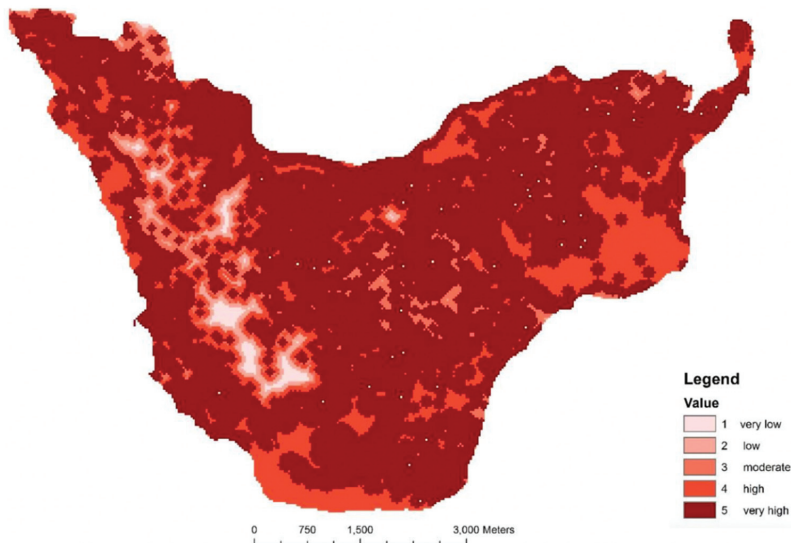 Legend
Value
1 very low
2 low
3 moderate
4 high
5 very high
0 750 1,500 3,000 Meters